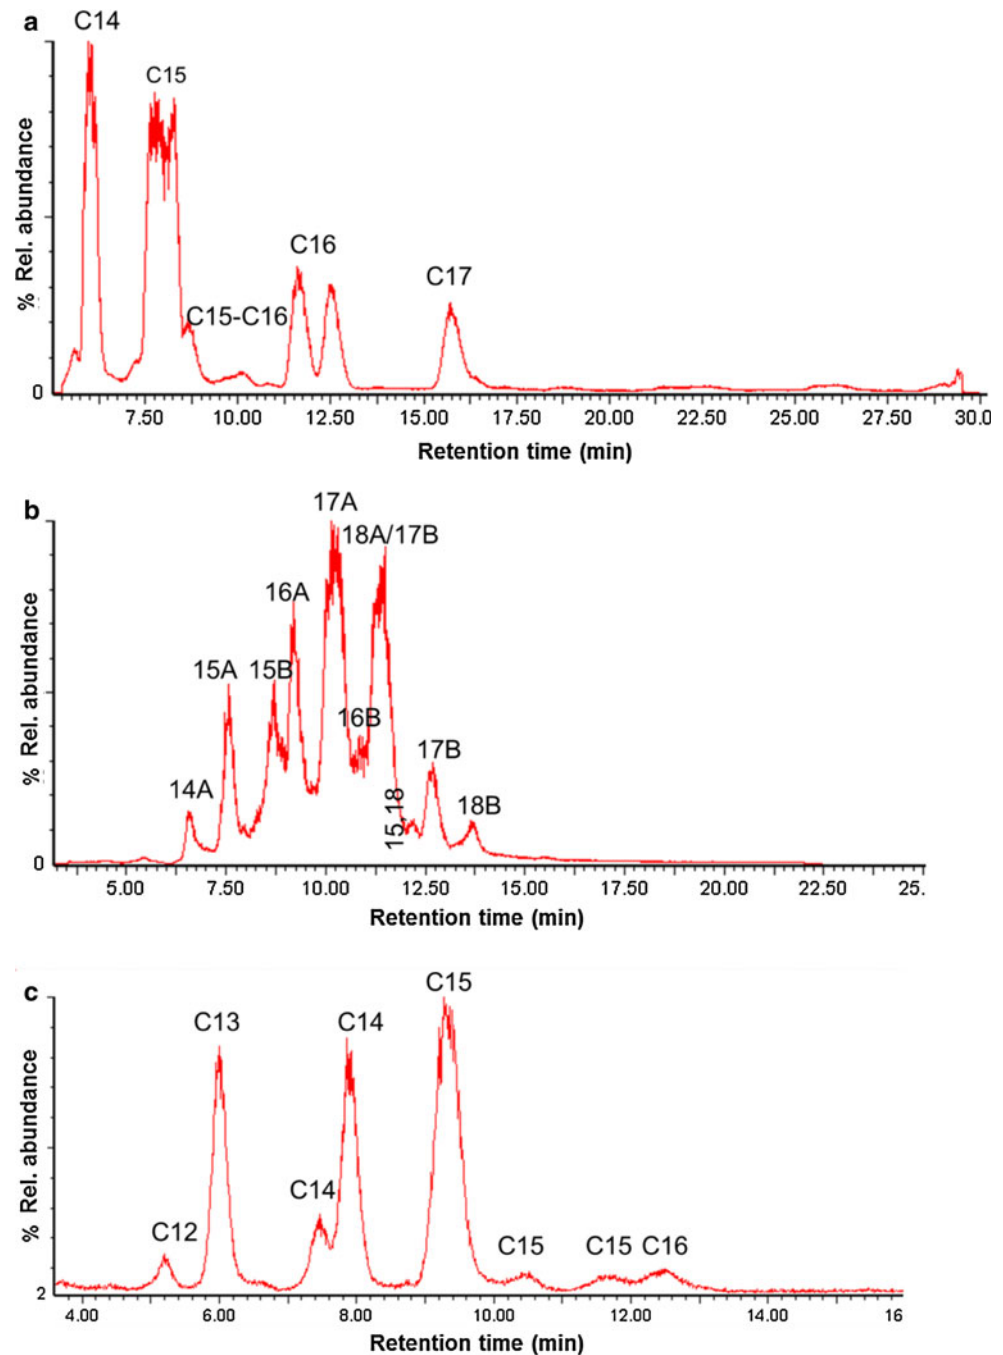 a
C14
C15
C15-C16
C16
C17
% Rel. abundance
0
7.50 10.00 12.50 15.00 17.50 20.00 22.50 25.00 27.50 30.0
Retention time (min)
b
17A
18A/17B
16A
15A 15B
16B
14A
15, 18
17B
18B
% Rel. abundance
0
5.00 7.50 10.00 12.50 15.00 17.50 20.00 22.50 25.
Retention time (min)
c
C15
C13 C14
C14
C12
C15 C15 C16
% Rel. abundance
2
4.00 6.00 8.00 10.00 12.00 14.00 16
Retention time (min)